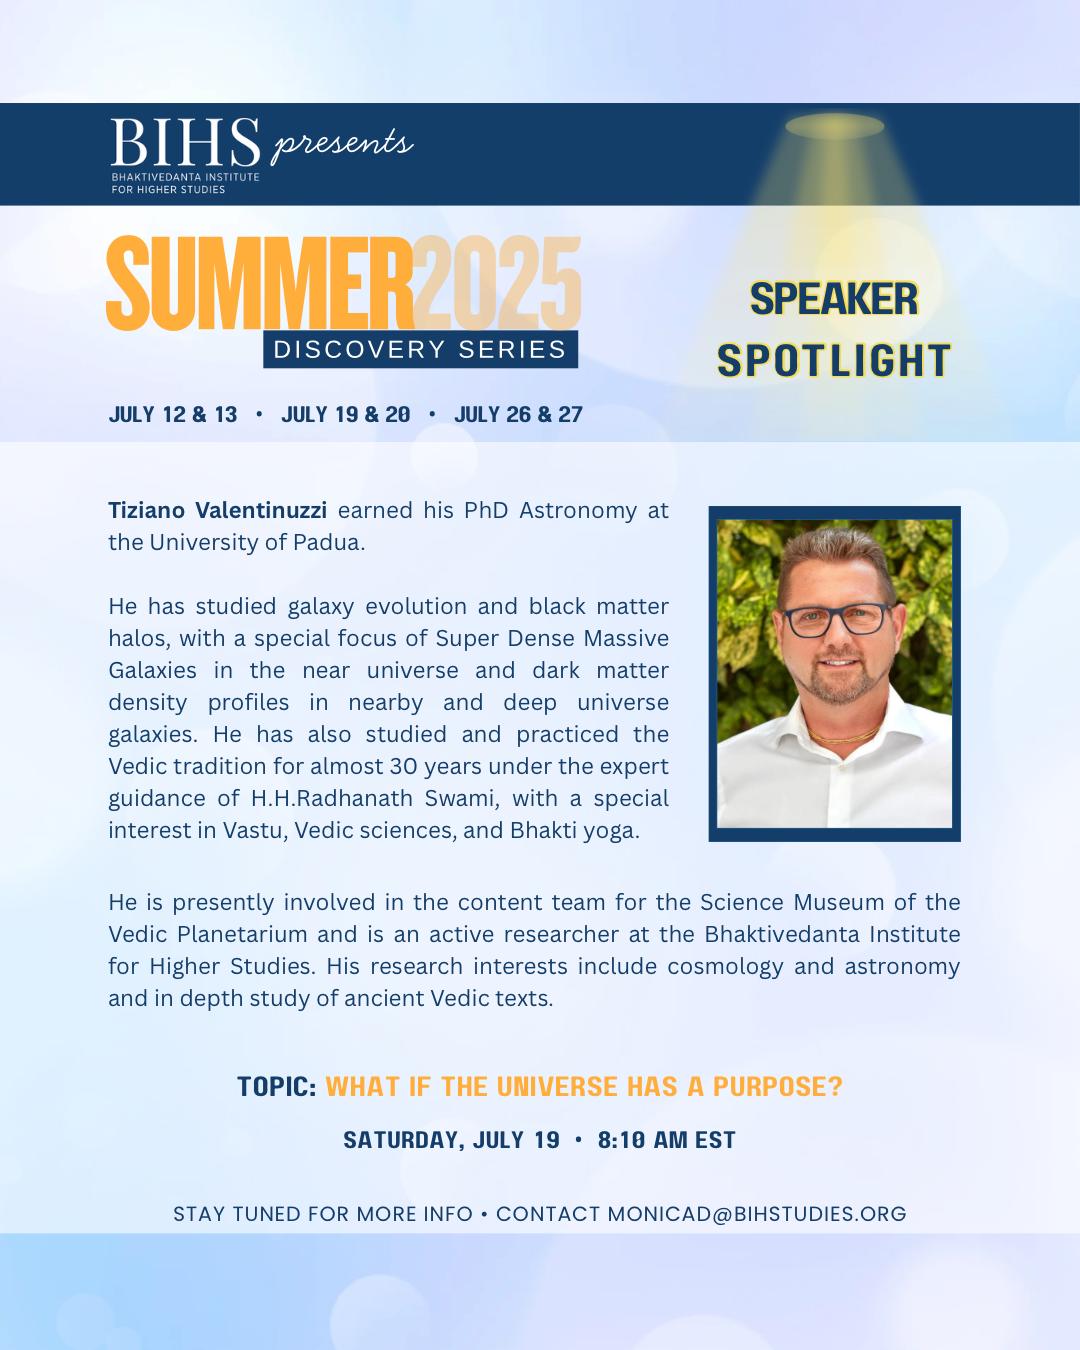 BIHS presents
BHAKTIVEDANTA INSTITUTE
FOR HIGHER STUDIES
SUMMER2025
DISCOVERY SERIES
JULY 12 & 13 • JULY 19 & 20 • JULY 26 & 27
SPEAKER
SPOTLIGHT
Tiziano Valentinuzzi earned his PhD Astronomy at
the University of Padua.
He has studied galaxy evolution and black matter
halos, with a special focus of Super Dense Massive
Galaxies in the near universe and dark matter
density profiles in nearby and deep universe
galaxies. He has also studied and practiced the
Vedic tradition for almost 30 years under the expert
guidance of H.H.Radhanath Swami, with a special
interest in Vastu, Vedic sciences, and Bhakti yoga.
He is presently involved in the content team for the Science Museum of the
Vedic Planetarium and is an active researcher at the Bhaktivedanta Institute
for Higher Studies. His research interests include cosmology and astronomy
and in depth study of ancient Vedic texts.
TOPIC: WHAT IF THE UNIVERSE HAS A PURPOSE?
SATURDAY, JULY 19 • 8:10 AM EST
STAY TUNED FOR MORE INFO • CONTACT MONICAD@BIHSTUDIES.ORG